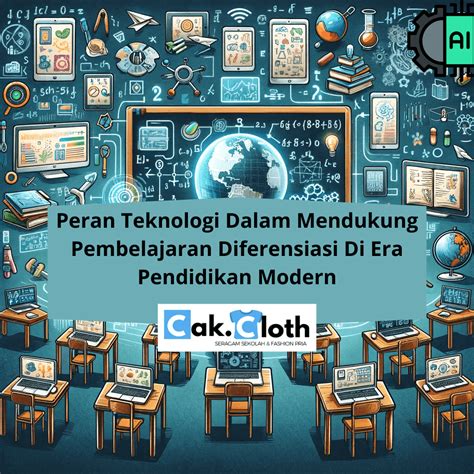 AI
Peran Teknologi Dalam Mendukung
Pembelajaran Diferensiasi Di Era
Pendidikan Modern
Cak.Cloth
SERAGAM SEKOLAH & FASHION PRIA